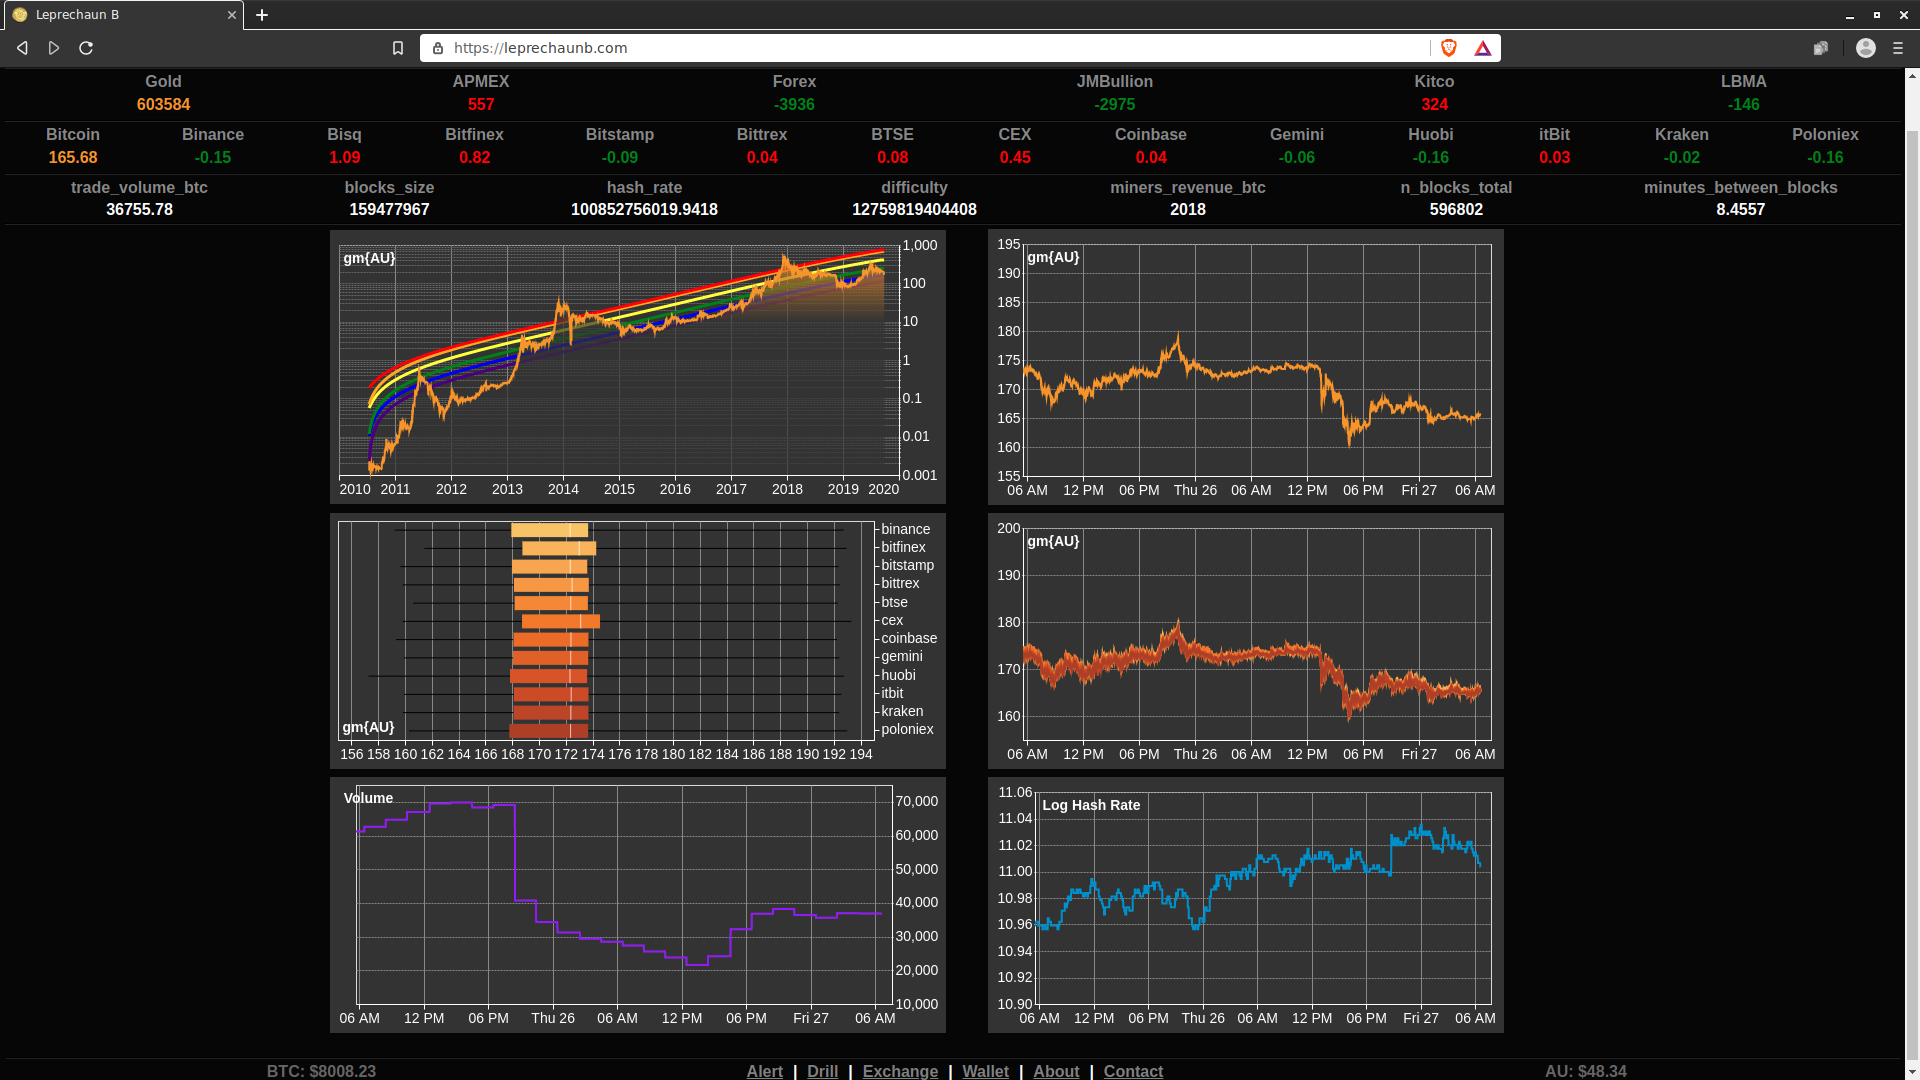 Leprechaun B
https://leprechaunb.com
Gold APMEX Forex JMBullion Kitco LBMA
603584 557 -3936 -2975 324 -146
Bitcoin Binance Bisq Bitfinex Bitstamp Bittrex BTSE CEX Coinbase Gemini Huobi itBit Kraken Poloniex
165.68 -0.15 1.09 0.82 -0.09 0.04 0.08 0.45 0.04 -0.06 -0.16 0.03 -0.02 -0.16
trade_volume_btc blocks_size hash_rate difficulty miners_revenue_btc n_blocks_total minutes_between_blocks
36755.78 159477967 100852756019.9418 12759819404408 2018 596802 8.4557
gm{AU}
1,000
100
10
1
0.1
0.01
0.001
2010 2011 2012 2013 2014 2015 2016 2017 2018 2019 2020
gm{AU}
195
190
185
180
175
170
165
160
155
06 AM 12 PM 06 PM Thu 26 06 AM 12 PM 06 PM Fri 27 06 AM
binance
bitfinex
bitstamp
bittrex
btse
cex
coinbase
gemini
huobi
itbit
kraken
poloniex
gm{AU}
156 158 160 162 164 166 168 170 172 174 176 178 180 182 184 186 188 190 192 194
gm{AU}
200
190
180
170
160
06 AM 12 PM 06 PM Thu 26 06 AM 12 PM 06 PM Fri 27 06 AM
Volume
70,000
60,000
50,000
40,000
30,000
20,000
10,000
06 AM 12 PM 06 PM Thu 26 06 AM 12 PM 06 PM Fri 27 06 AM
Log Hash Rate
11.06
11.04
11.02
11.00
10.98
10.96
10.94
10.92
10.90
06 AM 12 PM 06 PM Thu 26 06 AM 12 PM 06 PM Fri 27 06 AM
BTC: $8008.23 Alert | Drill | Exchange | Wallet | About | Contact AU: $48.34